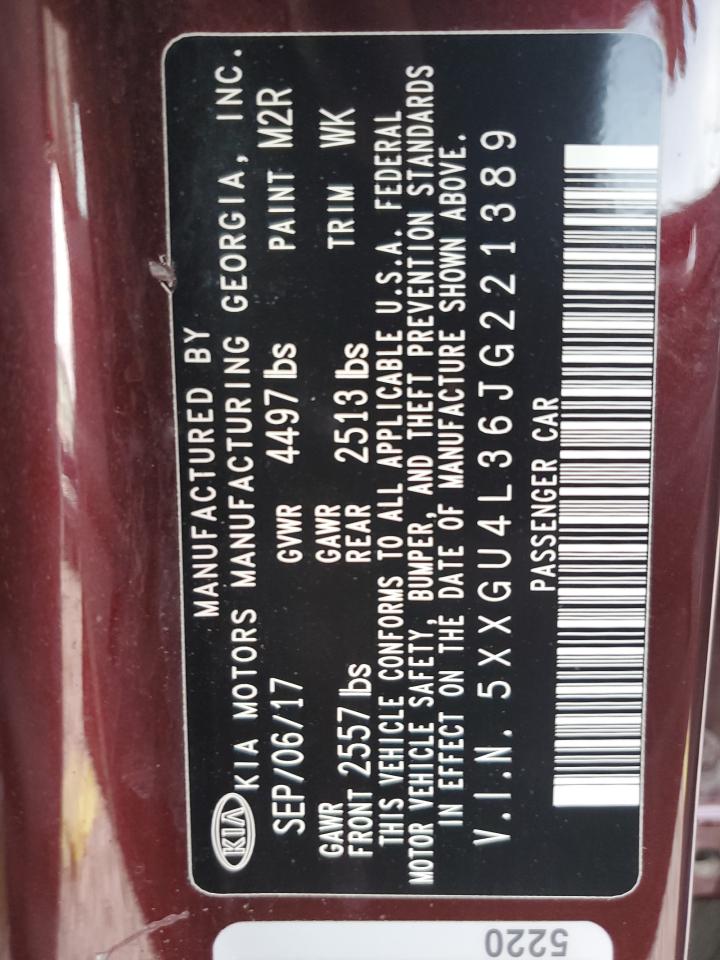 MANUFACTURED BY
KIA KIA MOTORS MANUFACTURING GEORGIA, INC.
SEP/06/17 GVWR 4497 lbs PAINT M2R
GAWR FRONT 2557 lbs GAWR REAR 2513 lbs TRIM WK
THIS VEHICLE CONFORMS TO ALL APPLICABLE U.S.A. FEDERAL
MOTOR VEHICLE SAFETY, BUMPER, AND THEFT PREVENTION STANDARDS
IN EFFECT ON THE DATE OF MANUFACTURE SHOWN ABOVE.
V.I.N. 5XXGU4L36JG221389
PASSENGER CAR
5220